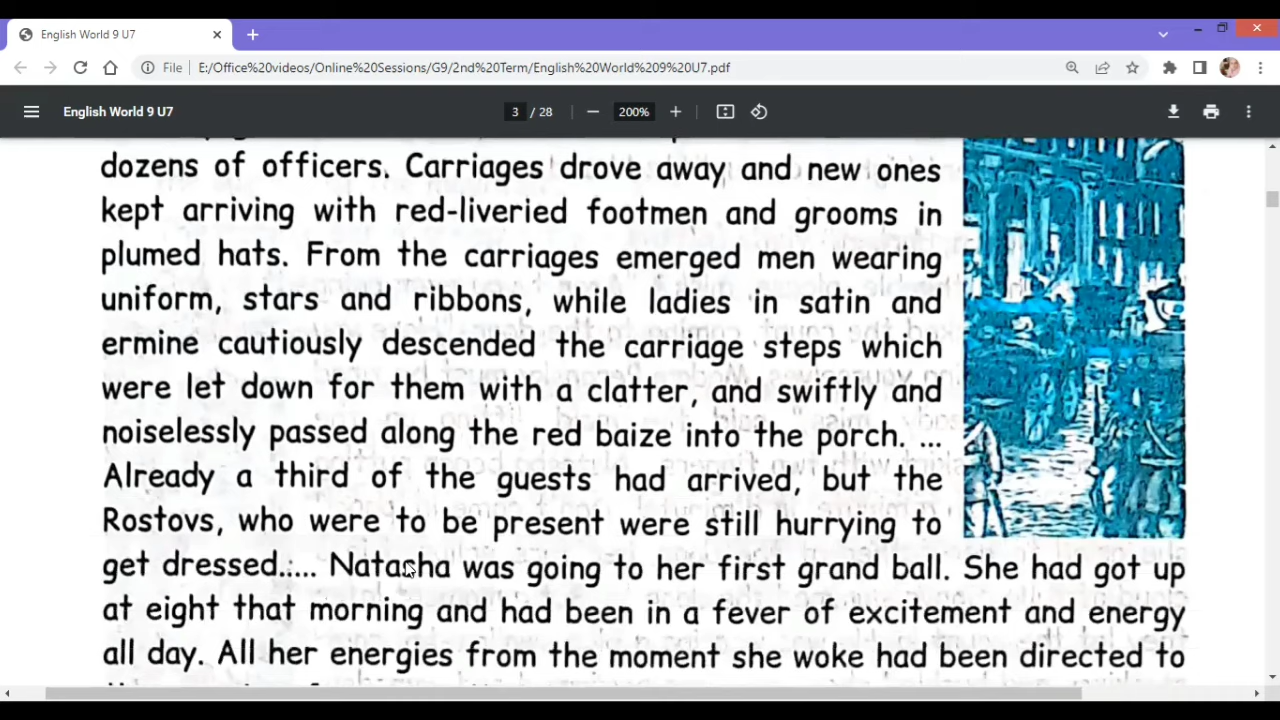 English World 9 U7
File E:/Office%20videos/Online%20Sessions/G9/2nd%20Term/English%20World%209%20U7.pdf
English World 9 U7 3 / 28 200%
dozens of officers. Carriages drove away and new ones
kept arriving with red-liveried footmen and grooms in
plumed hats. From the carriages emerged men wearing
uniform, stars and ribbons, while ladies in satin and
ermine cautiously descended the carriage steps which
were let down for them with a clatter, and swiftly and
noiselessly passed along the red baize into the porch. ...
Already a third of the guests had arrived, but the
Rostovs, who were to be present were still hurrying to
get dressed..... Natasha was going to her first grand ball. She had got up
at eight that morning and had been in a fever of excitement and energy
all day. All her energies from the moment she woke had been directed to